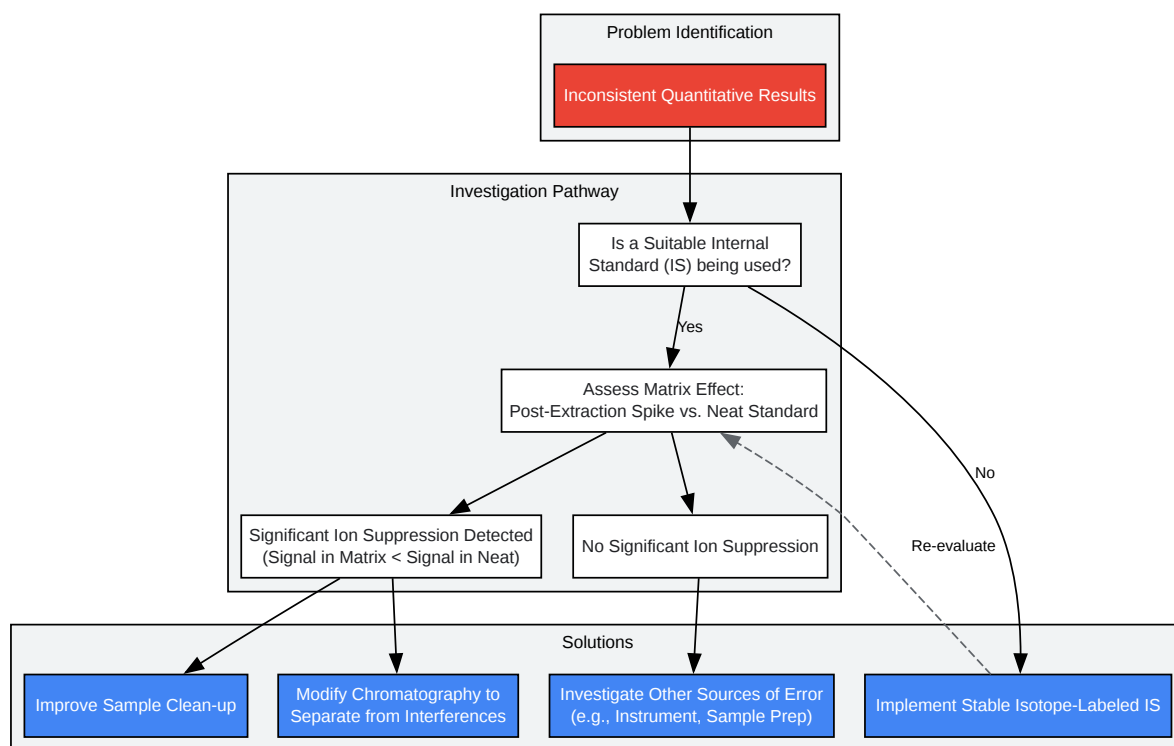 Problem Identification
Inconsistent Quantitative Results
Investigation Pathway
Is a Suitable Internal
Standard (IS) being used?
Yes
Assess Matrix Effect:
Post-Extraction Spike vs. Neat Standard
No
Significant Ion Suppression Detected
(Signal in Matrix < Signal in Neat)
No Significant Ion Suppression
Re-evaluate
Solutions
Improve Sample Clean-up
Modify Chromatography to
Separate from Interferences
Investigate Other Sources of Error
(e.g., Instrument, Sample Prep)
Implement Stable Isotope-Labeled IS